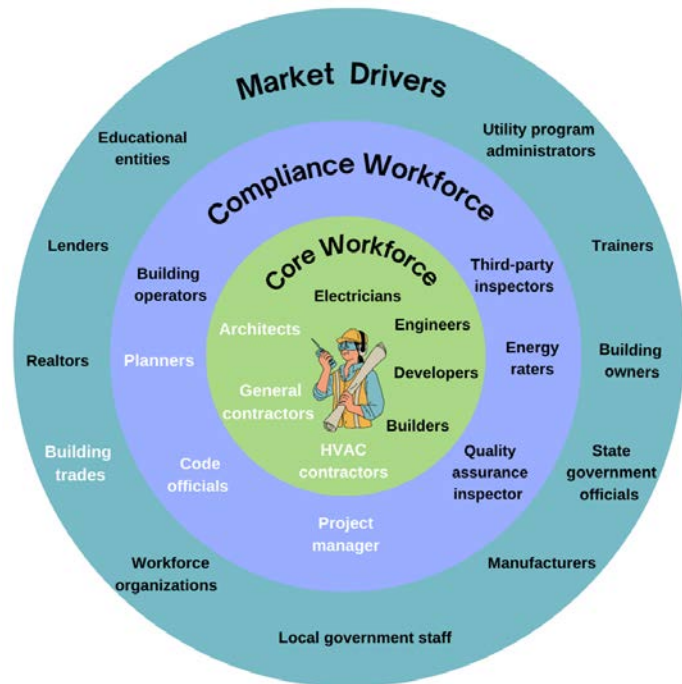 Market Drivers
Educational
entities
Utility program
administrators
Lenders
Trainers
Realtors
Building
owners
Building
trades
State
government
officials
Workforce
organizations
Manufacturers
Local government staff
Compliance Workforce
Building
operators
Third-party
inspectors
Planners
Energy
raters
Code
officials
Quality
assurance
inspector
Project
manager
Core Workforce
Electricians
Architects
Engineers
Developers
General
contractors
Builders
HVAC
contractors